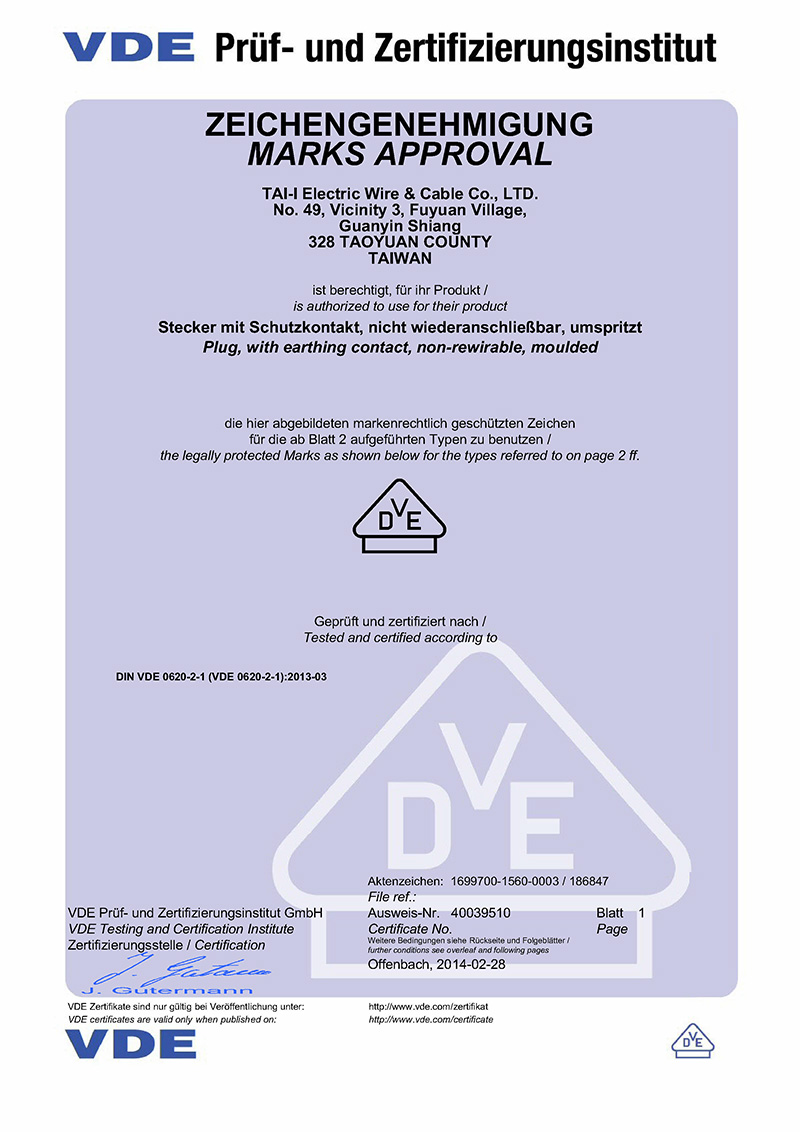 VDE Prüf- und Zertifizierungsinstitut
ZEICHENGENEHMIGUNG
MARKS APPROVAL
TAI-I Electric Wire & Cable Co., LTD.
No. 49, Vicinity 3, Fuyuan Village,
Guanyin Shiang
328 TAOYUAN COUNTY
TAIWAN
ist berechtigt, für ihr Produkt /
is authorized to use for their product
Stecker mit Schutzkontakt, nicht wiederanschließbar, umspritzt
Plug, with earthing contact, non-rewirable, moulded
die hier abgebildeten markenrechtlich geschützten Zeichen
für die ab Blatt 2 aufgeführten Typen zu benutzen /
the legally protected Marks as shown below for the types referred to on page 2 ff.
DVE
Geprüft und zertifiziert nach /
Tested and certified according to
DIN VDE 0620-2-1 (VDE 0620-2-1):2013-03
DVE
Aktenzeichen: 1699700-1560-0003 / 186847
File ref.:
VDE Prüf- und Zertifizierungsinstitut GmbH Ausweis-Nr. 40039510 Blatt 1
VDE Testing and Certification Institute Certificate No. Page
Zertifizierungsstelle / Certification
Weitere Bedingungen siehe Rückseite und Folgeblätter /
further conditions see overleaf and following pages
Offenbach, 2014-02-28
J. Gutermann
VDE Zertifikate sind nur gültig bei Veröffentlichung unter: http://www.vde.com/zertifikat
VDE certificates are valid only when published on: http://www.vde.com/certificate
VDE DVE